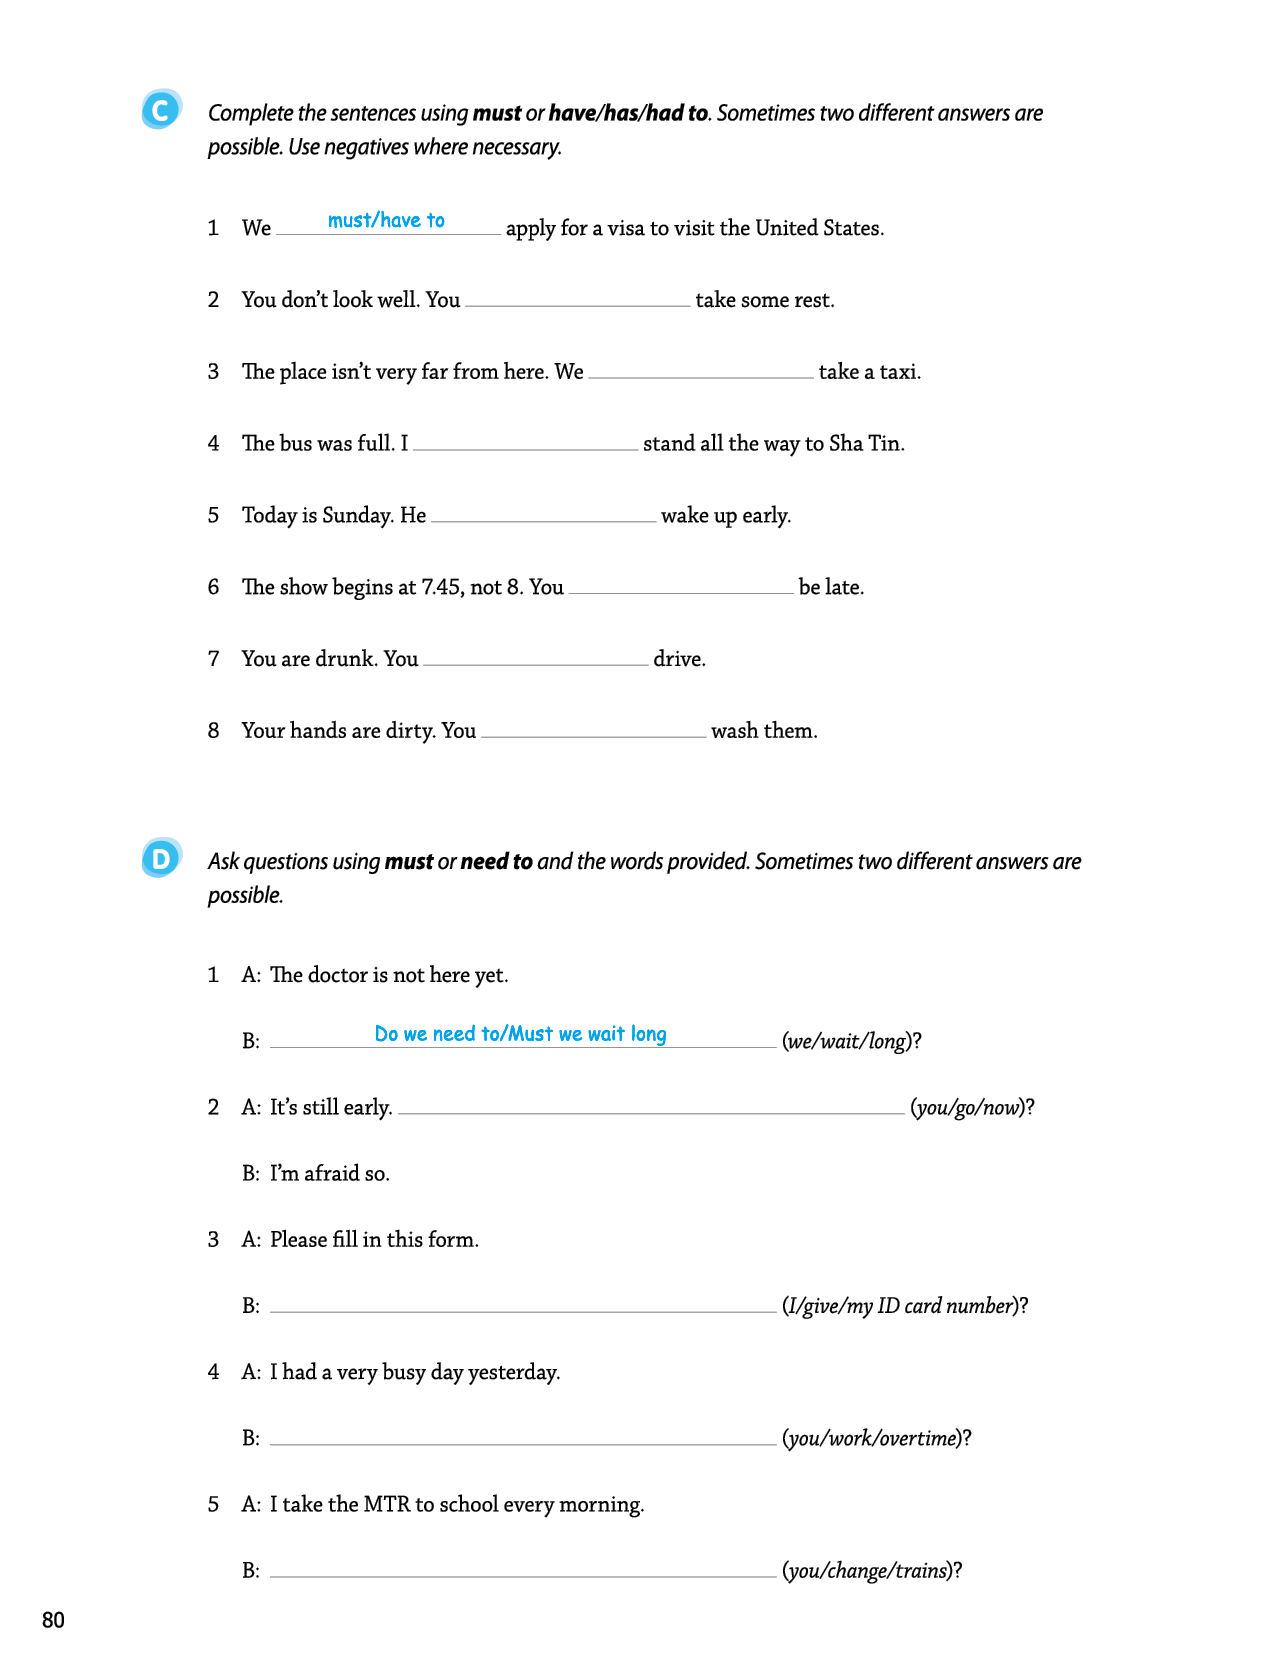 C Complete the sentences using must or have/has/had to. Sometimes two different answers are
possible. Use negatives where necessary.
1 We must/have to apply for a visa to visit the United States.
2 You don’t look well. You ______ take some rest.
3 The place isn’t very far from here. We ______ take a taxi.
4 The bus was full. I ______ stand all the way to Sha Tin.
5 Today is Sunday. He ______ wake up early.
6 The show begins at 7.45, not 8. You ______ be late.
7 You are drunk. You ______ drive.
8 Your hands are dirty. You ______ wash them.
D Ask questions using must or need to and the words provided. Sometimes two different answers are
possible.
1 A: The doctor is not here yet.
B: Do we need to/Must we wait long (we/wait/long)?
2 A: It’s still early. ______ (you/go/now)?
B: I’m afraid so.
3 A: Please fill in this form.
B: ______ (I/give/my ID card number)?
4 A: I had a very busy day yesterday.
B: ______ (you/work/overtime)?
5 A: I take the MTR to school every morning.
B: ______ (you/change/trains)?
80